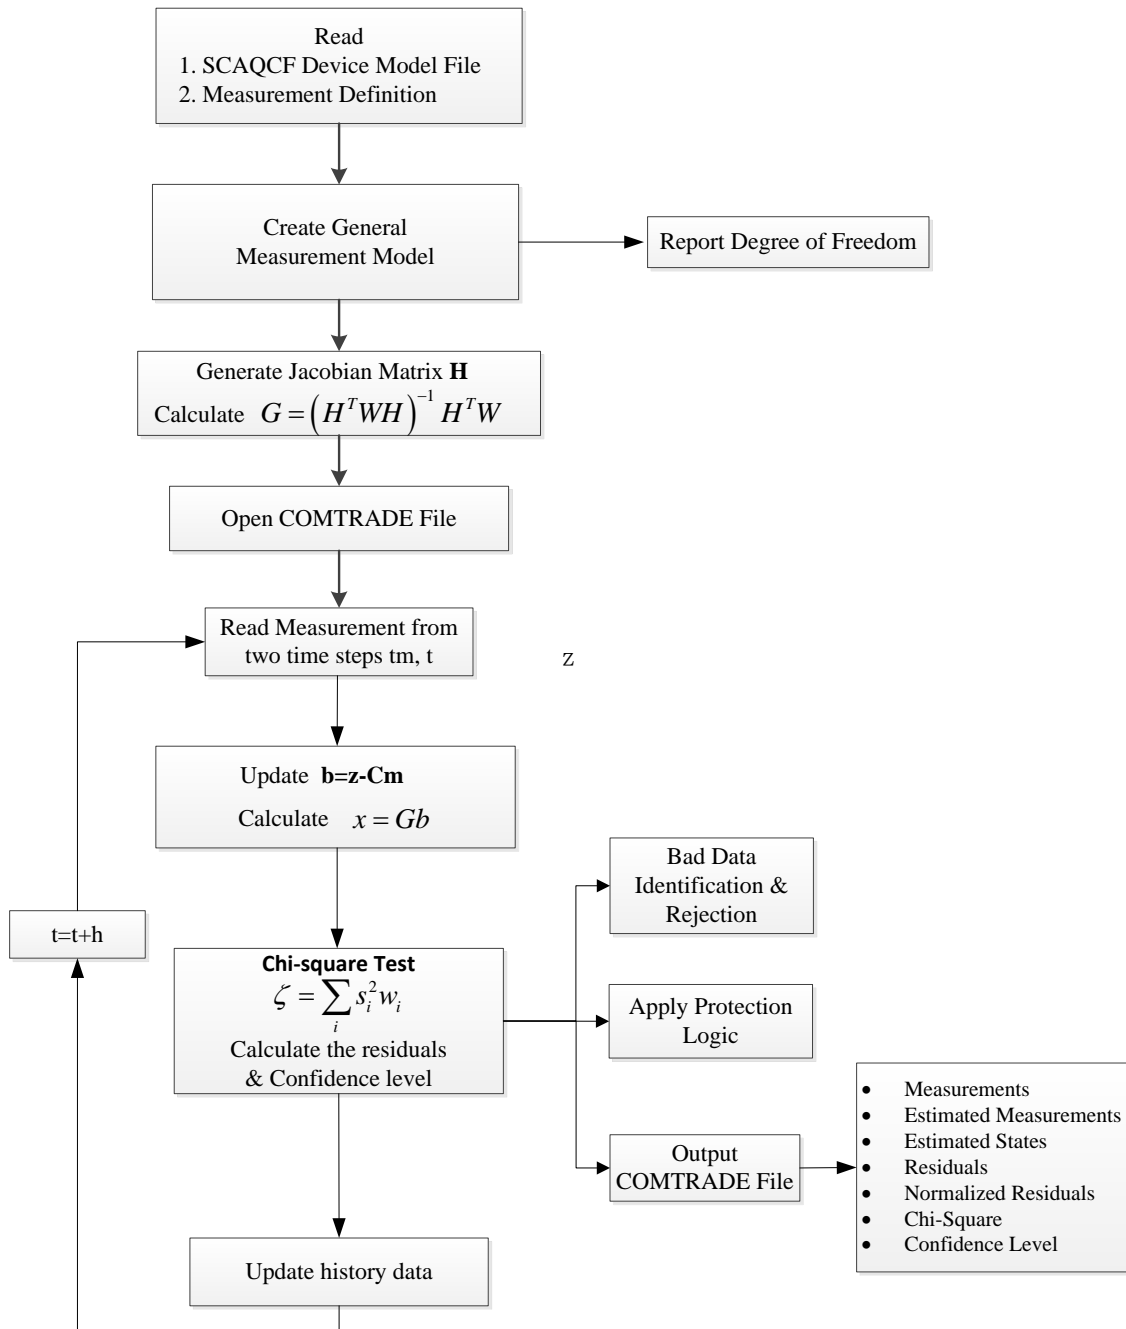 Read
1. SCAQCF Device Model File
2. Measurement Definition
Create General
Measurement Model
Report Degree of Freedom
Generate Jacobian Matrix H
Calculate G = (H^T W H)^{-1} H^T W
Open COMTRADE File
Read Measurement from
two time steps tm, t
z
Update b=z-Cm
Calculate x = Gb
t=t+h
Chi-square Test
ζ = ∑_i s_i^2 w_i
Calculate the residuals
& Confidence level
Bad Data
Identification &
Rejection
Apply Protection
Logic
Output
COMTRADE File
• Measurements
• Estimated Measurements
• Estimated States
• Residuals
• Normalized Residuals
• Chi-Square
• Confidence Level
Update history data